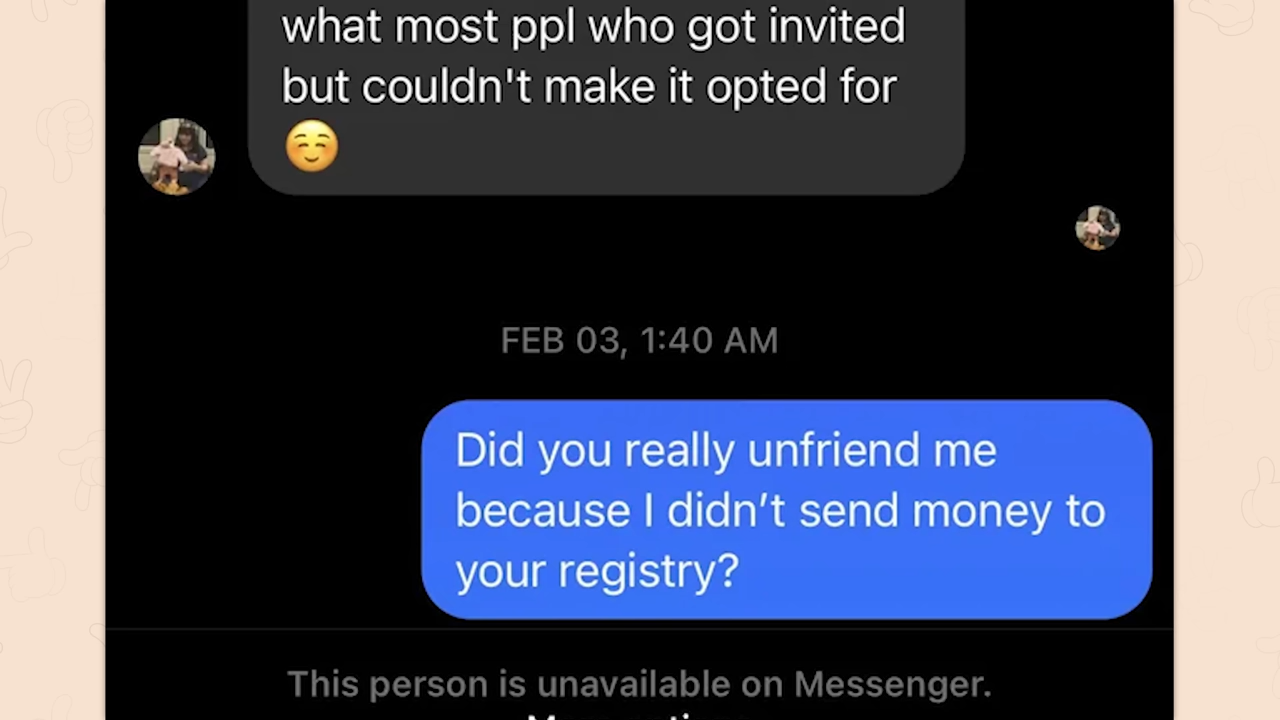 what most ppl who got invited
but couldn't make it opted for
☺️
FEB 03, 1:40 AM
Did you really unfriend me
because I didn’t send money to
your registry?
This person is unavailable on Messenger.